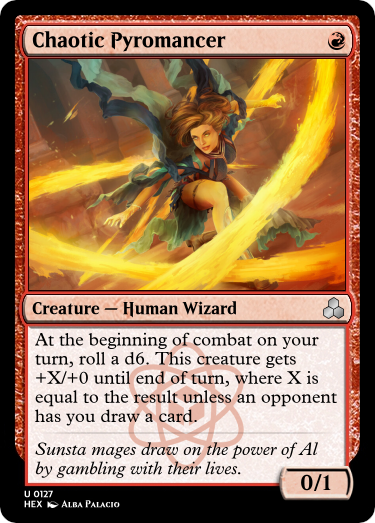 Chaotic Pyromancer
Creature — Human Wizard
At the beginning of combat on your
turn, roll a d6. This creature gets
+X/+0 until end of turn, where X is
equal to the result unless an opponent
has you draw a card.
Sunsta mages draw on the power of Al
by gambling with their lives.
0/1
U 0127
HEX Alba Palacio